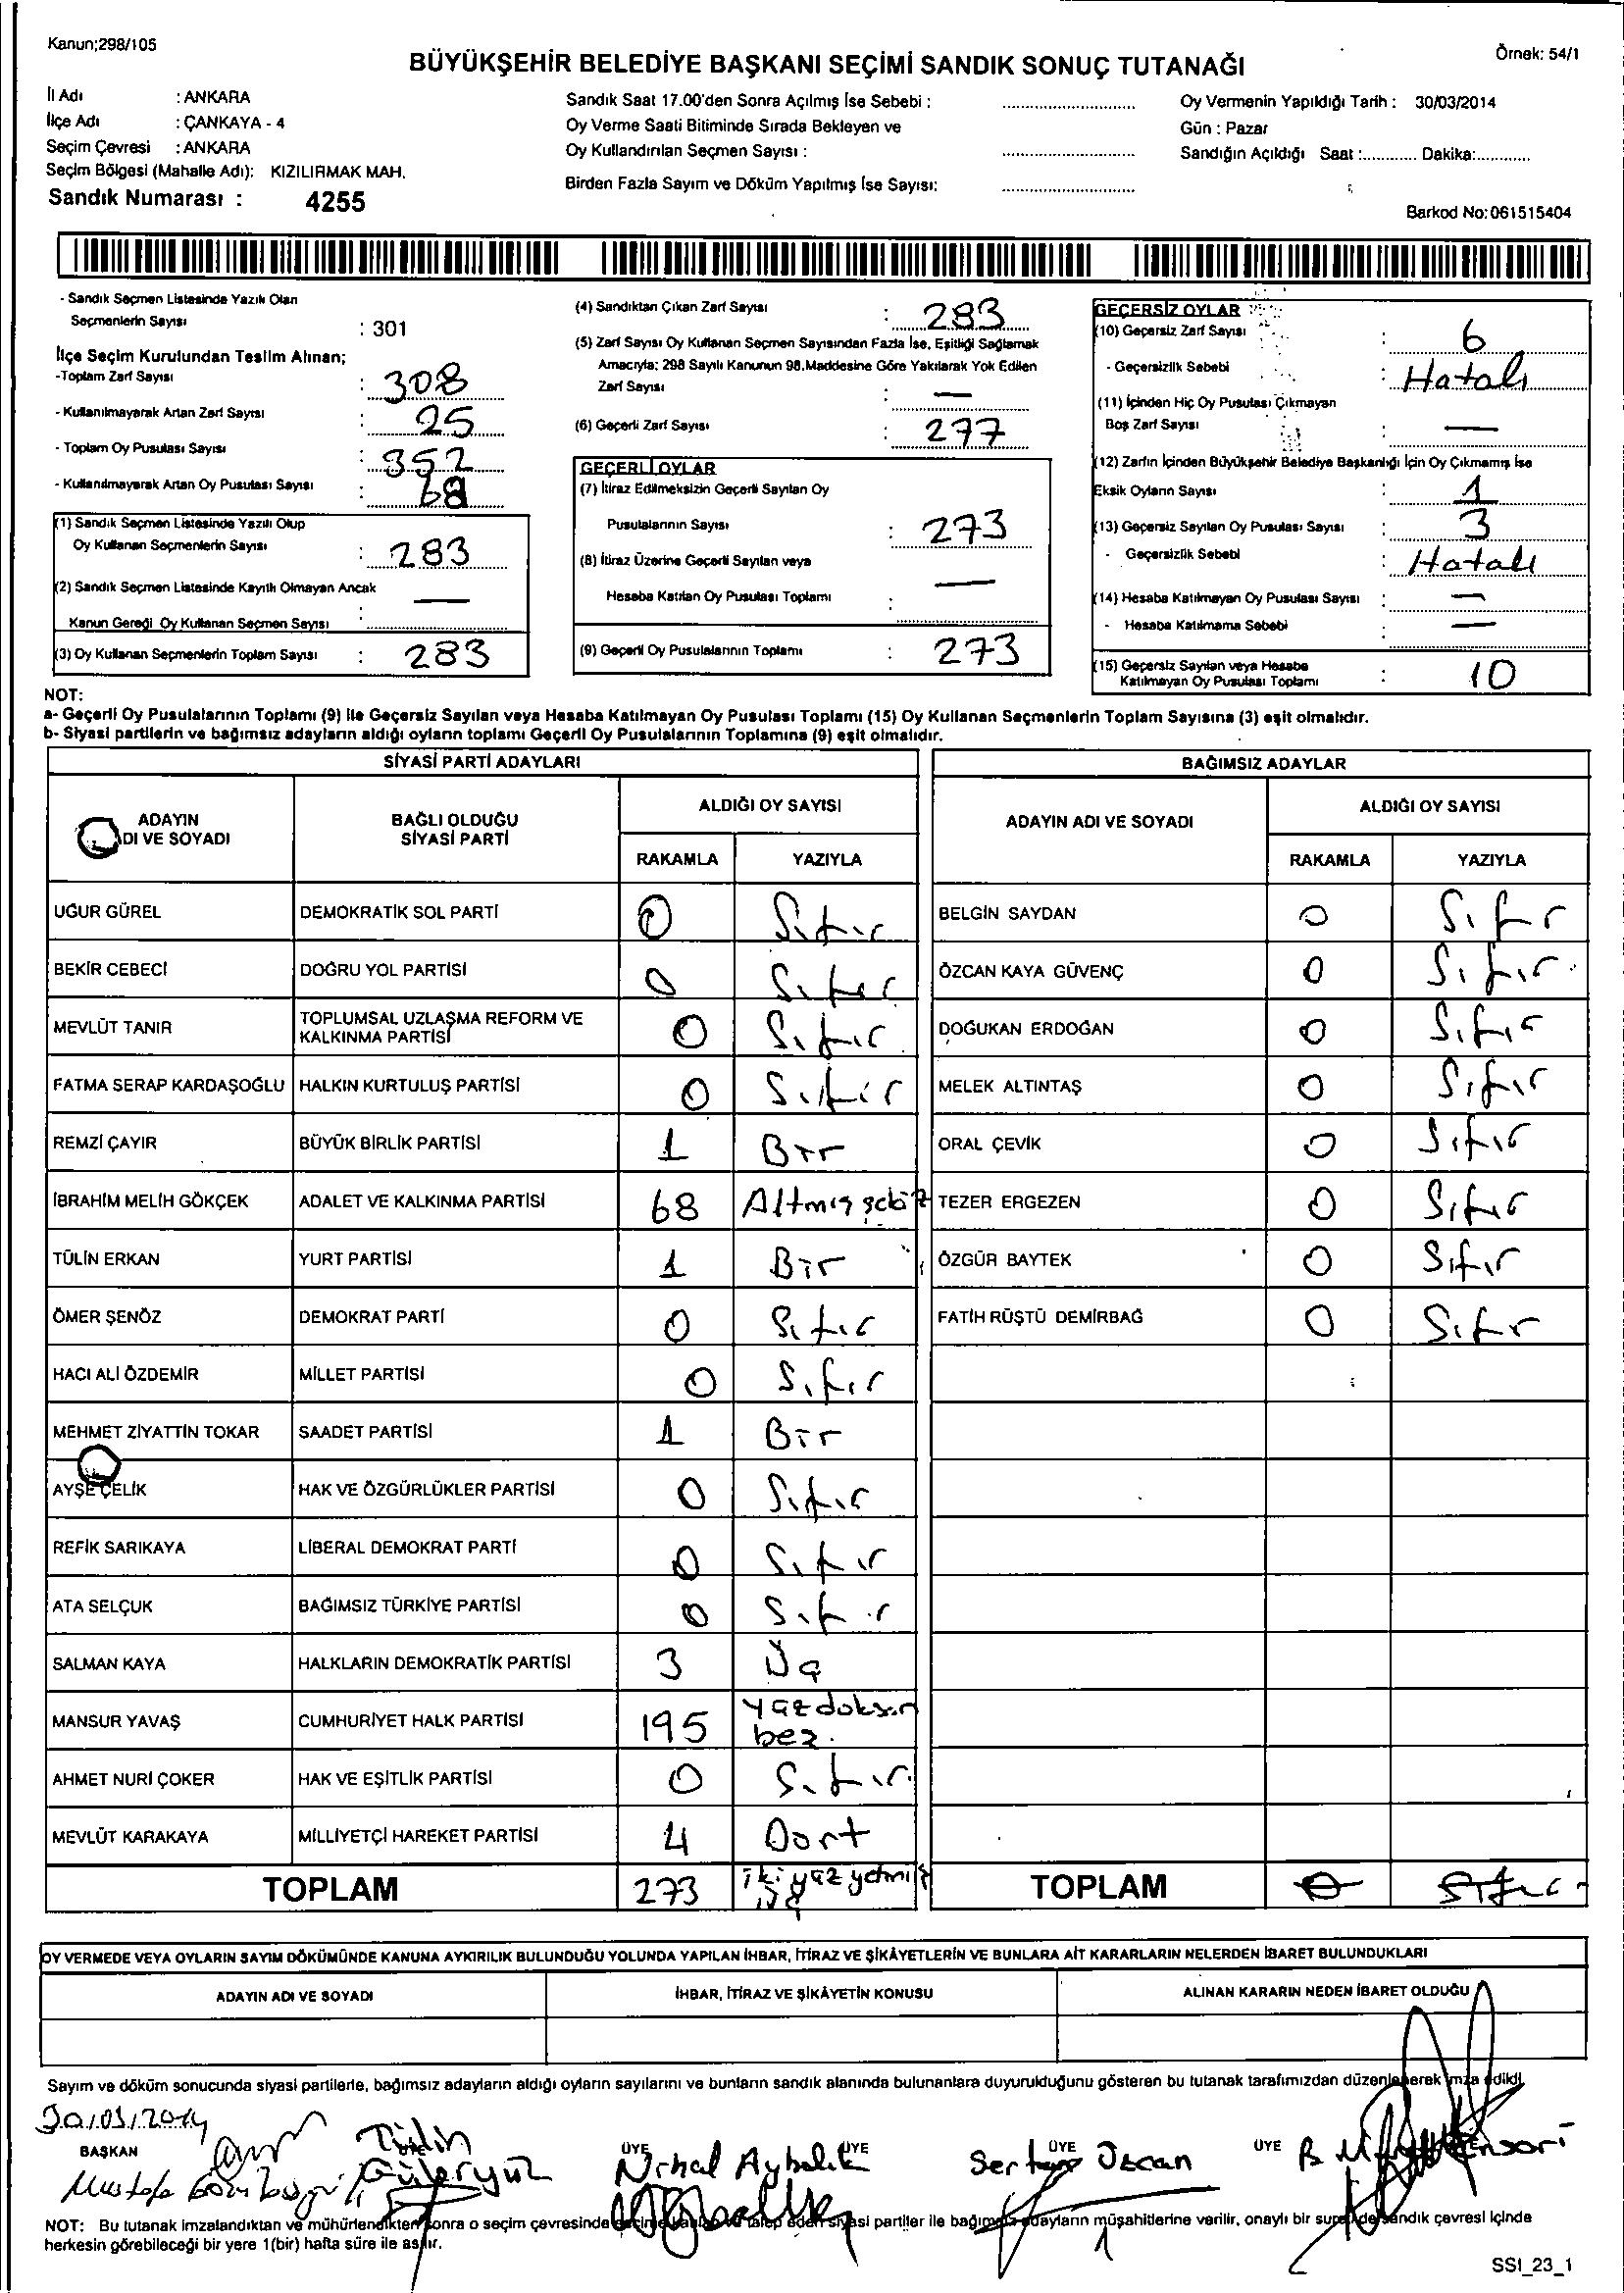 Kanun;298/105
BÜYÜKŞEHİR BELEDİYE BAŞKANI SEÇİMİ SANDIK SONUÇ TUTANAĞI
Örnek: 54/1
İl Adı : ANKARA
İlçe Adı : ÇANKAYA - 4
Seçim Çevresi : ANKARA
Seçim Bölgesi (Mahalle Adı): KIZILIRMAK MAH.
Sandık Numarası : 4255
Sandık Saat 17.00'den Sonra Açılmış İse Sebebi :
Oy Verme Saati Bitiminde Sırada Bekleyen ve
Oy Kullandırılan Seçmen Sayısı :
Birden Fazla Sayım ve Döküm Yapılmış İse Sayısı:
Oy Vermenin Yapıldığı Tarih : 30/03/2014
Gün : Pazar
Sandığın Açıldığı Saat :............ Dakika:............
Barkod No:061515404
- Sandık Seçmen Listesinde Yazılı Olan
Seçmenlerin Sayısı : 301
İlçe Seçim Kurulundan Teslim Alınan;
-Toplam Zarf Sayısı : 308
- Kullanılmayarak Artan Zarf Sayısı : 25
- Toplam Oy Pusulası Sayısı : 352
- Kullanılmayarak Artan Oy Pusulası Sayısı :
(1) Sandık Seçmen Listesinde Yazılı Olup
Oy Kullanan Seçmenlerin Sayısı : 283
(2) Sandık Seçmen Listesinde Kayıtlı Olmayan Ancak
Kanun Gereği Oy Kullanan Seçmen Sayısı : —
(3) Oy Kullanan Seçmenlerin Toplam Sayısı : 283
(4) Sandıktan Çıkan Zarf Sayısı : 283
(5) Zarf Sayısı Oy Kullanan Seçmen Sayısından Fazla İse, Eşitliği Sağlamak
Amacıyla; 298 Sayılı Kanunun 98.Maddesine Göre Yakılarak Yok Edilen
Zarf Sayısı : —
(6) Geçerli Zarf Sayısı : 277
GEÇERLİ OYLAR
(7) İtiraz Edilmeksizin Geçerli Sayılan Oy
Pusulalarının Sayısı : 273
(8) İtiraz Üzerine Geçerli Sayılan veya
Hesaba Katılan Oy Pusulası Toplamı : —
(9) Geçerli Oy Pusulalarının Toplamı : 273
GEÇERSİZ OYLAR
(10) Geçersiz Zarf Sayısı : 6
- Geçersizlik Sebebi : Hatalı
(11) İçinden Hiç Oy Pusulası Çıkmayan
Boş Zarf Sayısı : —
(12) Zarfın İçinden Büyükşehir Belediye Başkanlığı İçin Oy Çıkmamış İse
Eksik Oyların Sayısı : 1
(13) Geçersiz Sayılan Oy Pusulası Sayısı : 3
- Geçersizlik Sebebi : Hatalı
(14) Hesaba Katılmayan Oy Pusulası Sayısı : —
- Hesaba Katılmama Sebebi : —
(15) Geçersiz Sayılan veya Hesaba
Katılmayan Oy Pusulası Toplamı : 10
NOT:
a- Geçerli Oy Pusulalarının Toplamı (9) ile Geçersiz Sayılan veya Hesaba Katılmayan Oy Pusulası Toplamı (15) Oy Kullanan Seçmenlerin Toplam Sayısına (3) eşit olmalıdır.
b- Siyasi partilerin ve bağımsız adayların aldığı oyların toplamı Geçerli Oy Pusulalarının Toplamına (9) eşit olmalıdır.
SİYASİ PARTİ ADAYLARI
ADAYIN
ADI VE SOYADI
BAĞLI OLDUĞU
SİYASİ PARTİ
ALDIĞI OY SAYISI
RAKAMLA YAZIYLA
UĞUR GÜREL DEMOKRATİK SOL PARTİ 0 Sıfır
BEKİR CEBECİ DOĞRU YOL PARTİSİ 0 Sıfır
MEVLÜT TANIR TOPLUMSAL UZLAŞMA REFORM VE
KALKINMA PARTİSİ 0 Sıfır
FATMA SERAP KARDAŞOĞLU HALKIN KURTULUŞ PARTİSİ 0 Sıfır
REMZİ ÇAYIR BÜYÜK BİRLİK PARTİSİ 1 Bir
İBRAHİM MELİH GÖKÇEK ADALET VE KALKINMA PARTİSİ 68 Altmış sekiz
TÜLİN ERKAN YURT PARTİSİ 1 Bir
ÖMER ŞENÖZ DEMOKRAT PARTİ 0 Sıfır
HACI ALİ ÖZDEMİR MİLLET PARTİSİ 0 Sıfır
MEHMET ZİYATTİN TOKAR SAADET PARTİSİ 1 Bir
AYŞE ÇELİK HAK VE ÖZGÜRLÜKLER PARTİSİ 0 Sıfır
REFİK SARIKAYA LİBERAL DEMOKRAT PARTİ 0 Sıfır
ATA SELÇUK BAĞIMSIZ TÜRKİYE PARTİSİ 0 Sıfır
SALMAN KAYA HALKLARIN DEMOKRATİK PARTİSİ 3 Üç
MANSUR YAVAŞ CUMHURİYET HALK PARTİSİ 195 yüzdoksan
beş.
AHMET NURİ ÇOKER HAK VE EŞİTLİK PARTİSİ 0 Sıfır
MEVLÜT KARAKAYA MİLLİYETÇİ HAREKET PARTİSİ 4 Dört
TOPLAM 273 iki yüz yetmiş
üç
BAĞIMSIZ ADAYLAR
ADAYIN ADI VE SOYADI
ALDIĞI OY SAYISI
RAKAMLA YAZIYLA
BELGİN SAYDAN 0 Sıfır
ÖZCAN KAYA GÜVENÇ 0 Sıfır
DOĞUKAN ERDOĞAN 0 Sıfır
MELEK ALTINTAŞ 0 Sıfır
ORAL ÇEVİK 0 Sıfır
TEZER ERGEZEN 0 Sıfır
ÖZGÜR BAYTEK 0 Sıfır
FATİH RÜŞTÜ DEMİRBAĞ 0 Sıfır
TOPLAM 0 Sıfır
OY VERMEDE VEYA OYLARIN SAYIM DÖKÜMÜNDE KANUNA AYKIRILIK BULUNDUĞU YOLUNDA YAPILAN İHBAR, İTİRAZ VE ŞİKÂYETLERİN VE BUNLARA AİT KARARLARIN NELERDEN İBARET BULUNDUKLARI
ADAYIN ADI VE SOYADI İHBAR, İTİRAZ VE ŞİKÂYETİN KONUSU ALINAN KARARIN NEDEN İBARET OLDUĞU
Sayım ve döküm sonucunda siyasi partilerle, bağımsız adayların aldığı oyların sayılarını ve bunların sandık alanında bulunanlara duyurulduğunu gösteren bu tutanak tarafımızdan düzenlenerek imza edildi.
30/03/2014
BAŞKAN ÜYE ÜYE ÜYE ÜYE
Mustafa
Tülin
Güleryüz
Nihal Aybalık
Sertap Özcan
NOT: Bu tutanak imzalandıktan ve mühürlendikten sonra o seçim çevresinde seçime katılan ve talep eden siyasi partiler ile bağımsız adayların müşahitlerine verilir, onaylı bir sureti de sandık çevresi içinde
herkesin görebileceği bir yere 1(bir) hafta süre ile asılır.
SSI_23_1